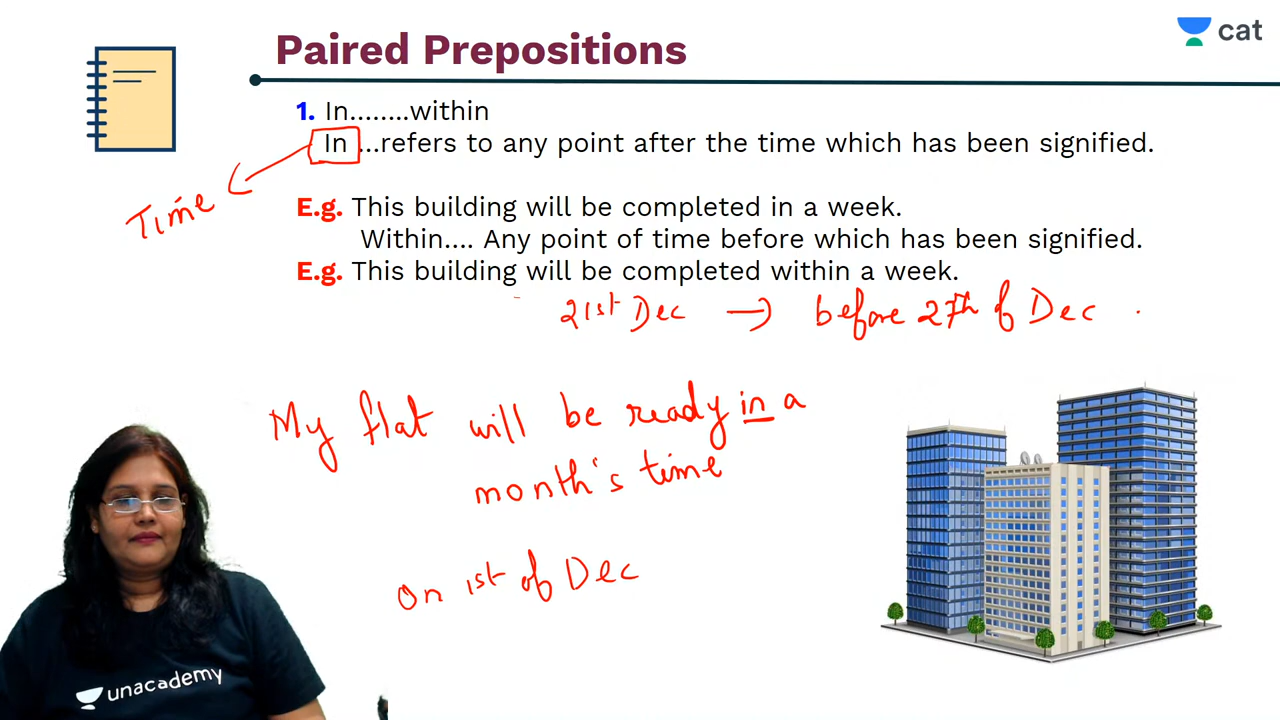 Paired Prepositions
cat
1. In........within
In ...refers to any point after the time which has been signified.
Time
E.g. This building will be completed in a week.
Within.... Any point of time before which has been signified.
E.g. This building will be completed within a week.
21st Dec → before 27th of Dec .
My flat will be ready in a
month's time
on 1st of Dec
unacademy